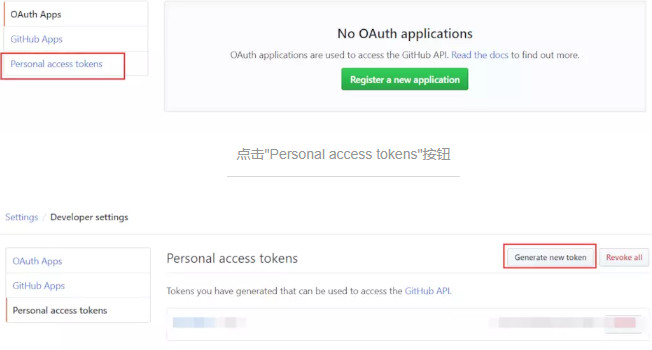 OAuth Apps
GitHub Apps
Personal access tokens
No OAuth applications
OAuth applications are used to access the GitHub API. Read the docs to find out more.
Register a new application
点击"Personal access tokens"按钮
Settings / Developer settings
OAuth Apps
GitHub Apps
Personal access tokens
Personal access tokens
Generate new token
Revoke all
Tokens you have generated that can be used to access the GitHub API.